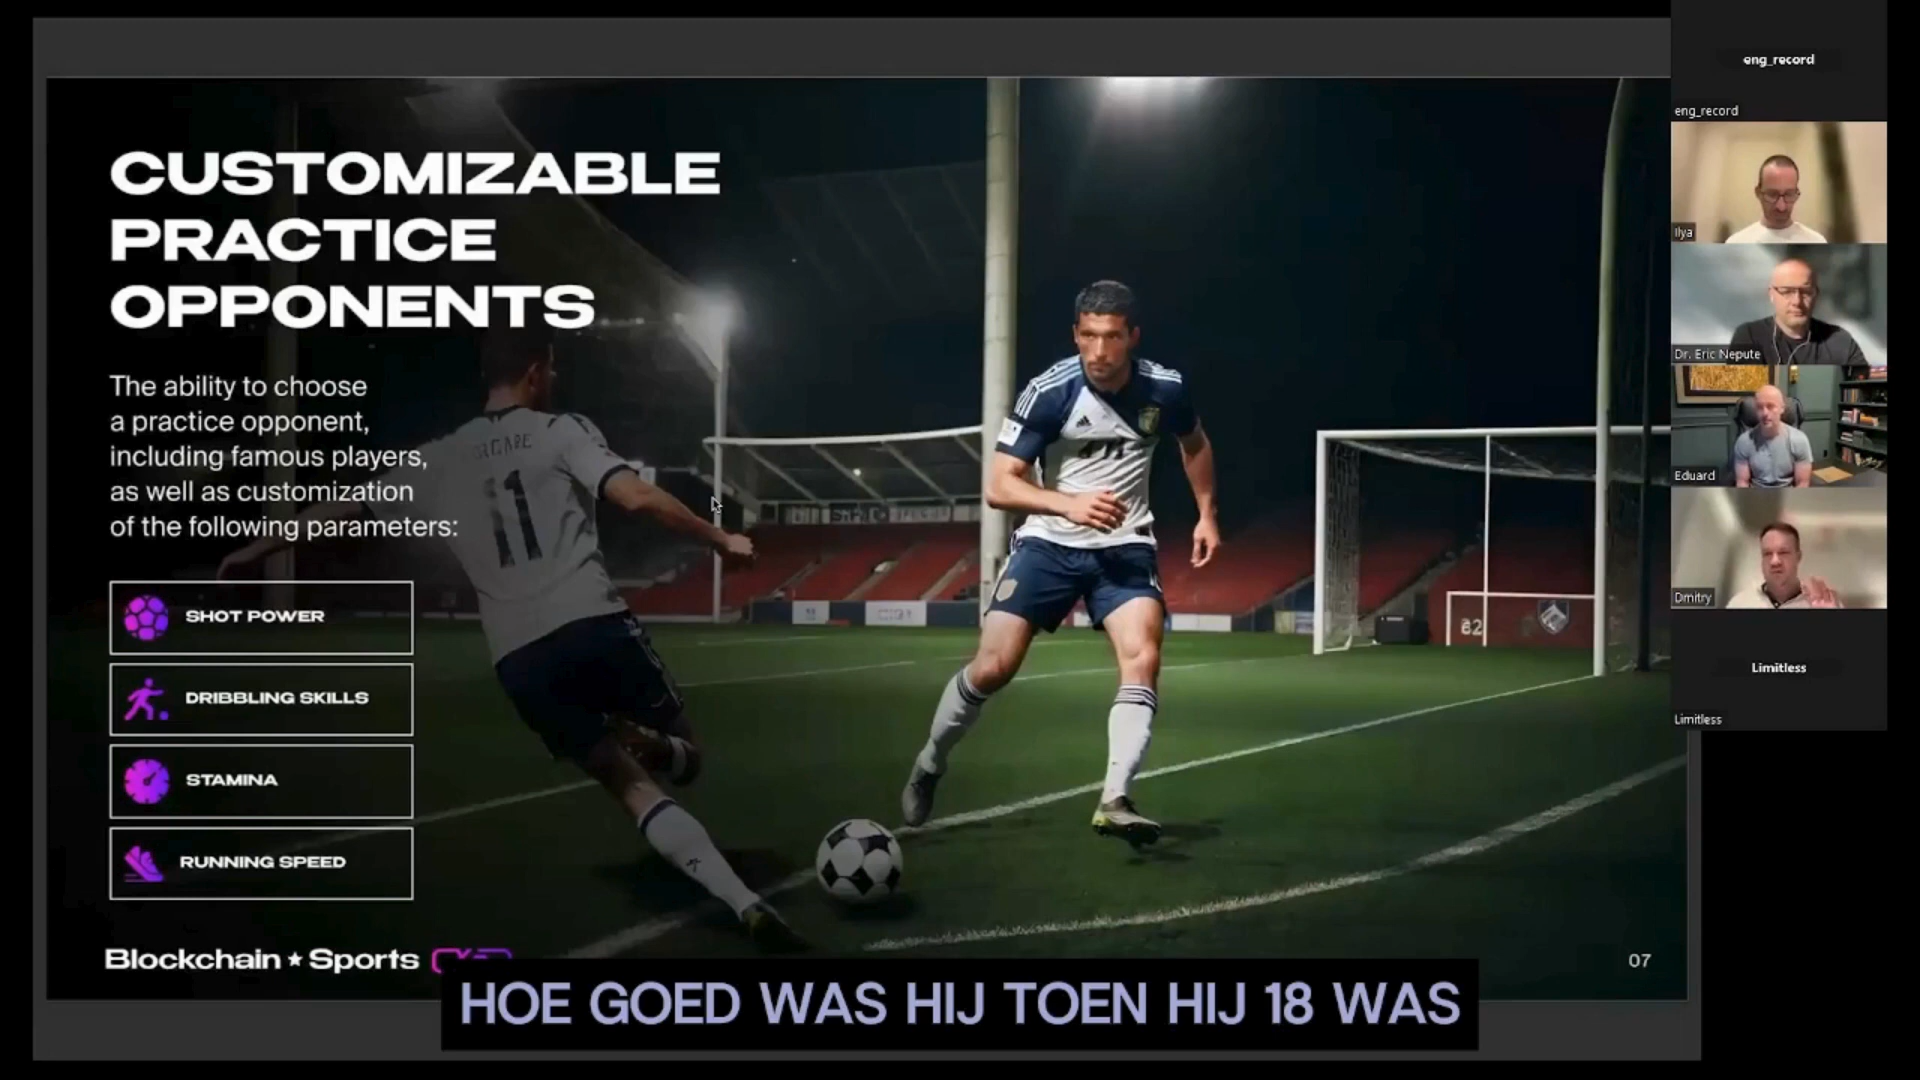 CUSTOMIZABLE
PRACTICE
OPPONENTS
The ability to choose
a practice opponent,
including famous players,
as well as customization
of the following parameters:
SHOT POWER
DRIBBLING SKILLS
STAMINA
RUNNING SPEED
Blockchain ★ Sports
07
11
62
HOE GOED WAS HIJ TOEN HIJ 18 WAS
eng_record
eng_record
Ilya
Dr. Eric Nepute
Eduard
Dmitry
Limitless
Limitless